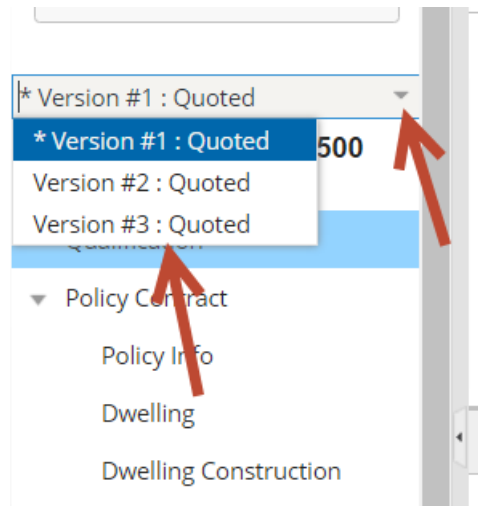 * Version #1 : Quoted
* Version #1 : Quoted
500
Version #2 : Quoted
Version #3 : Quoted
Qualification
Policy Contract
Policy Info
Dwelling
Dwelling Construction